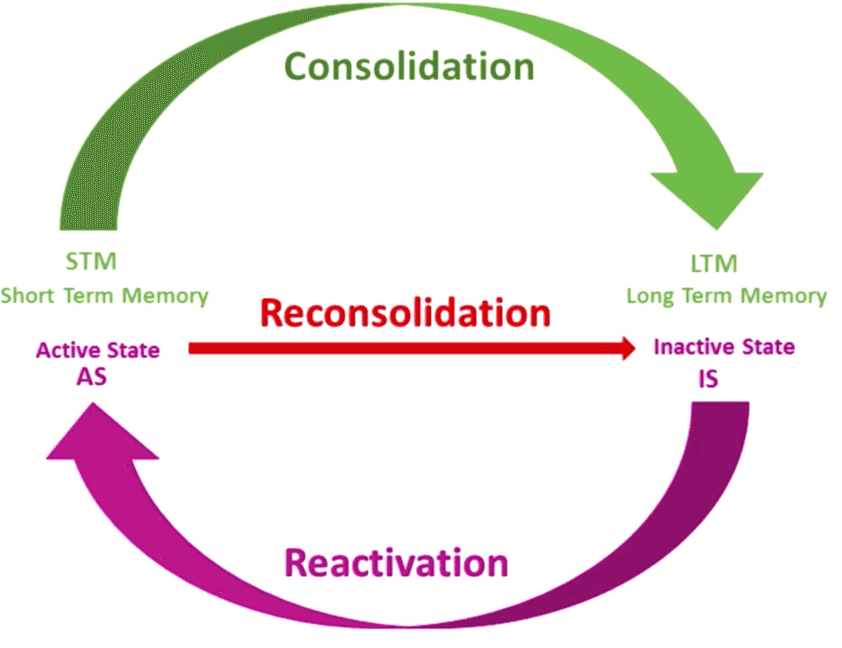 Consolidation
STM
Short Term Memory
LTM
Long Term Memory
Reconsolidation
Active State
AS
Inactive State
IS
Reactivation